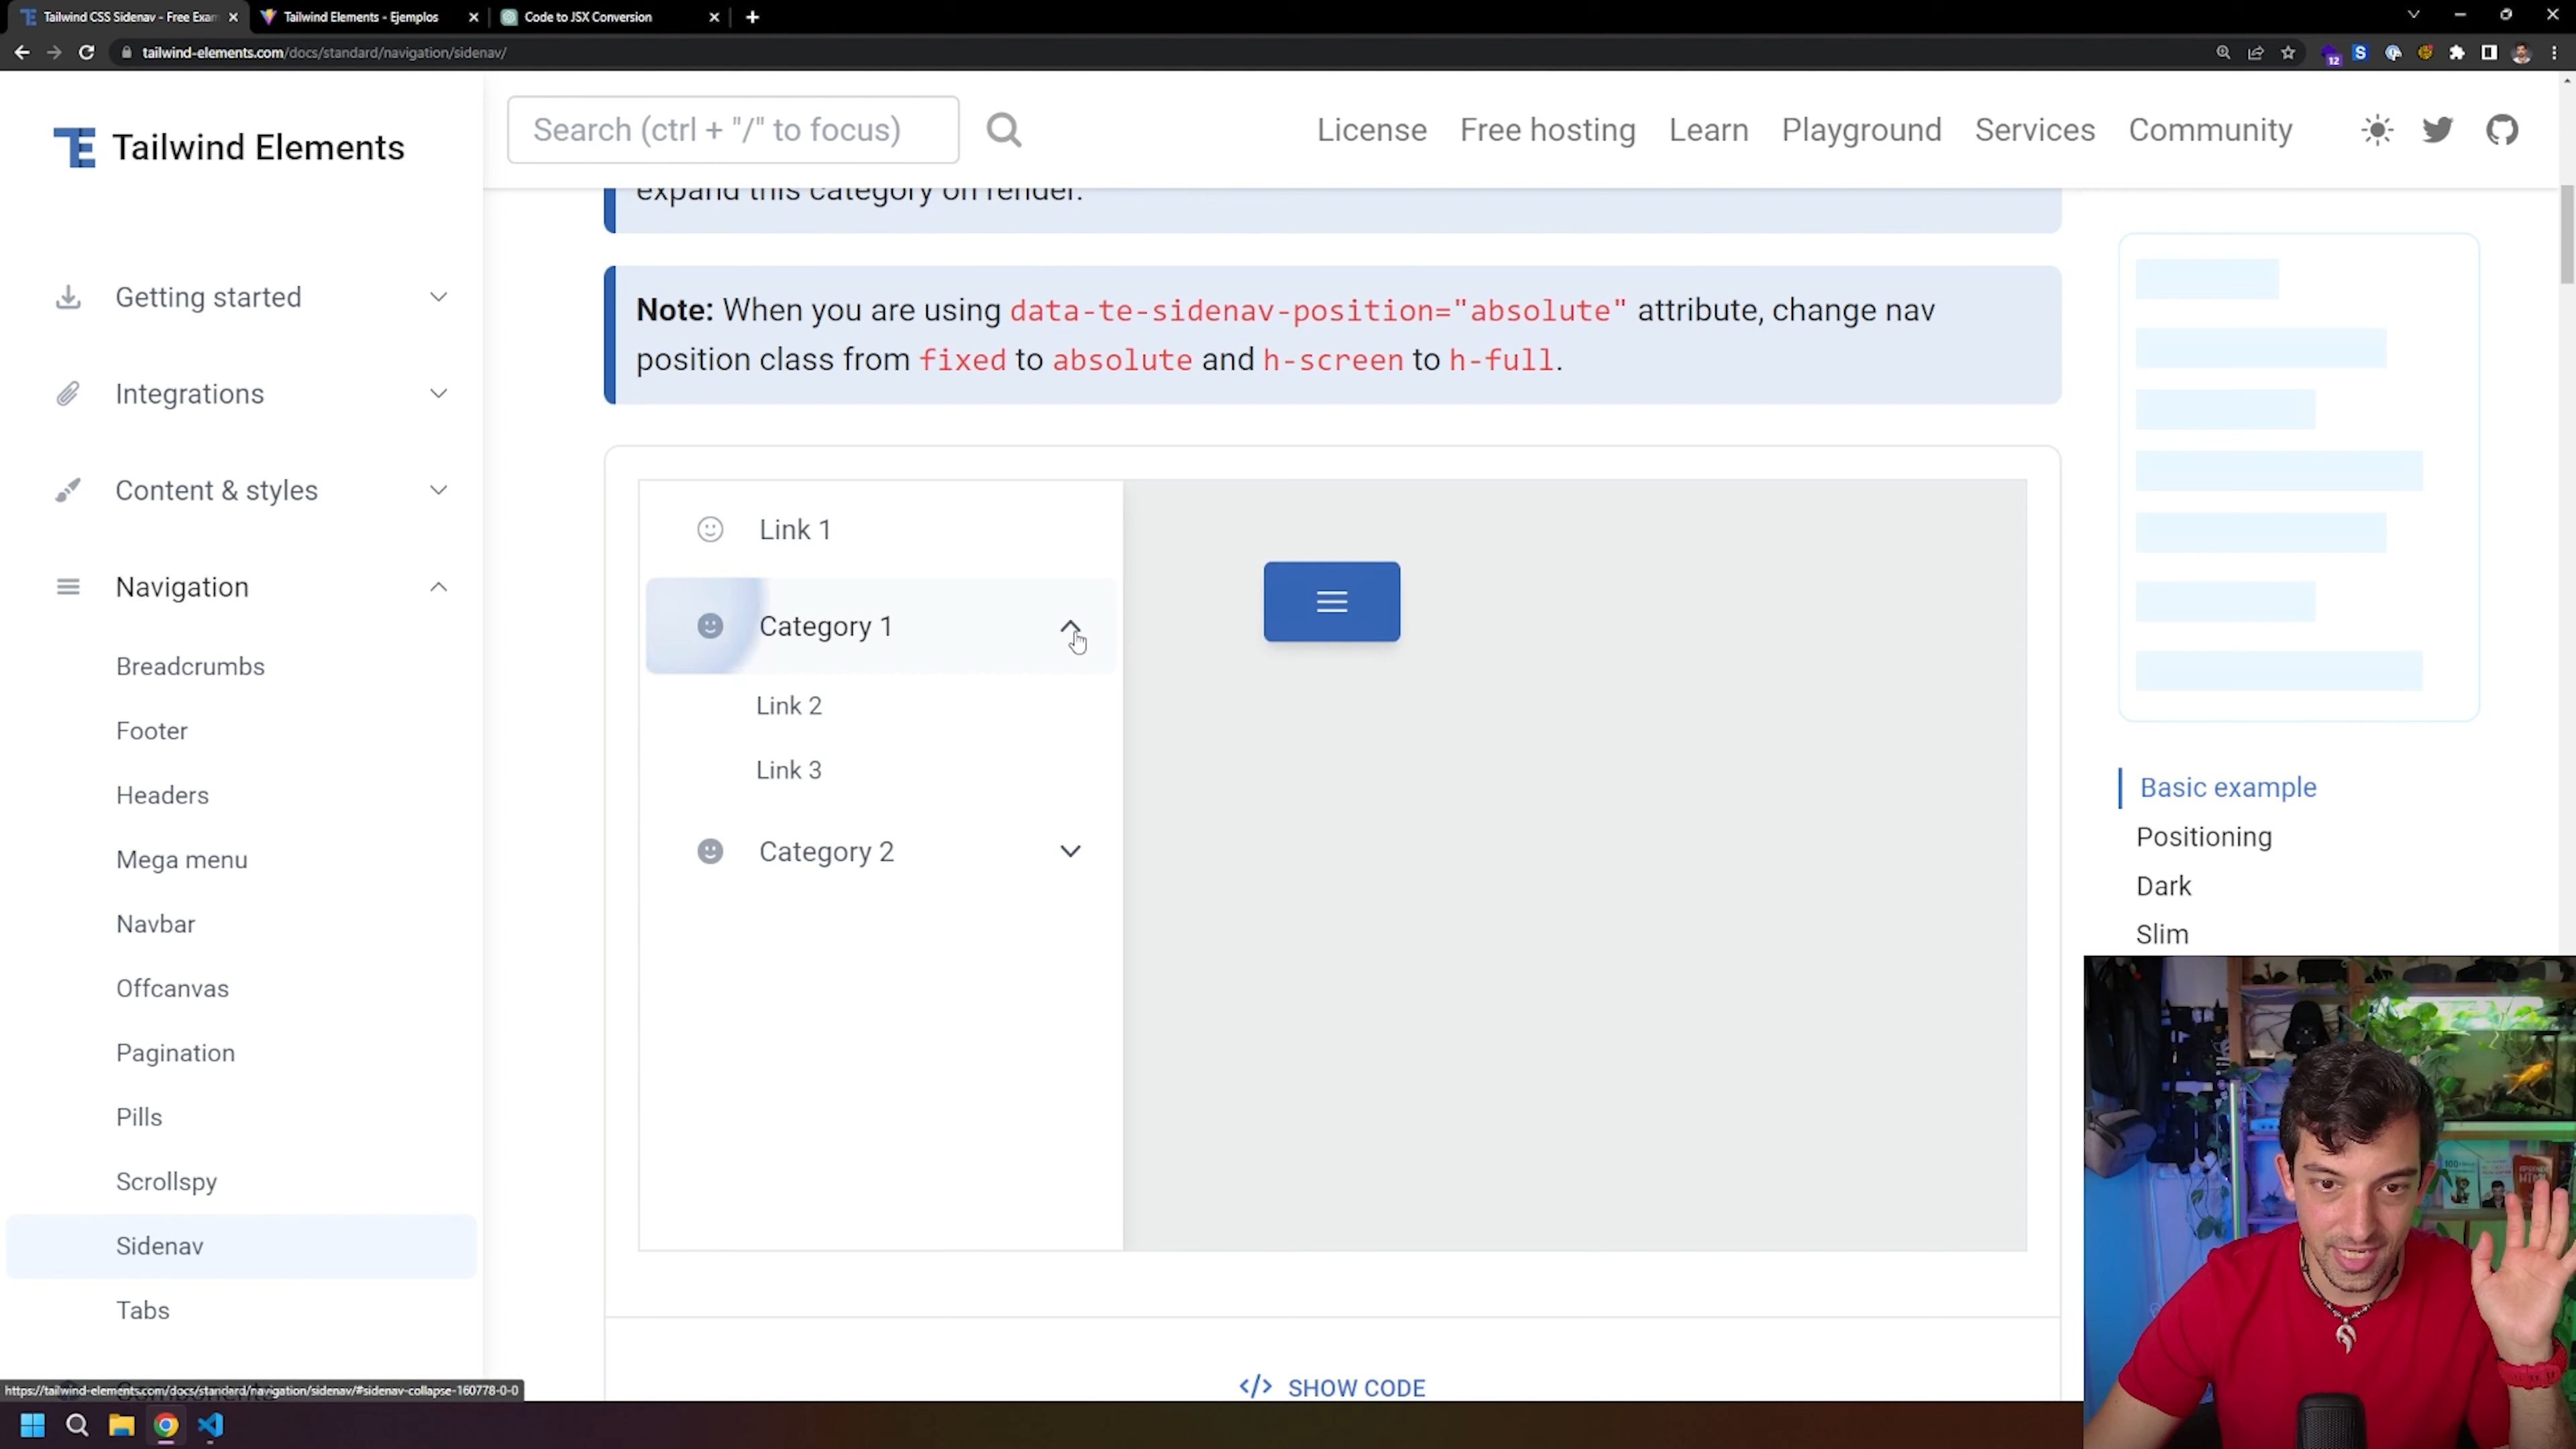 Tailwind CSS Sidenav - Free Exam
Tailwind Elements - Ejemplos
Code to JSX Conversion
tailwind-elements.com/docs/standard/navigation/sidenav/
12
Tailwind Elements
Search (ctrl + "/" to focus)
License
Free hosting
Learn
Playground
Services
Community
Getting started
Integrations
Content & styles
Navigation
Breadcrumbs
Footer
Headers
Mega menu
Navbar
Offcanvas
Pagination
Pills
Scrollspy
Sidenav
Tabs
expand this category on render.
Note: When you are using data-te-sidenav-position="absolute" attribute, change nav
position class from fixed to absolute and h-screen to h-full.
Link 1
Category 1
Link 2
Link 3
Category 2
</> SHOW CODE
Basic example
Positioning
Dark
Slim
https://tailwind-elements.com/docs/standard/navigation/sidenav/#sidenav-collapse-160778-0-0